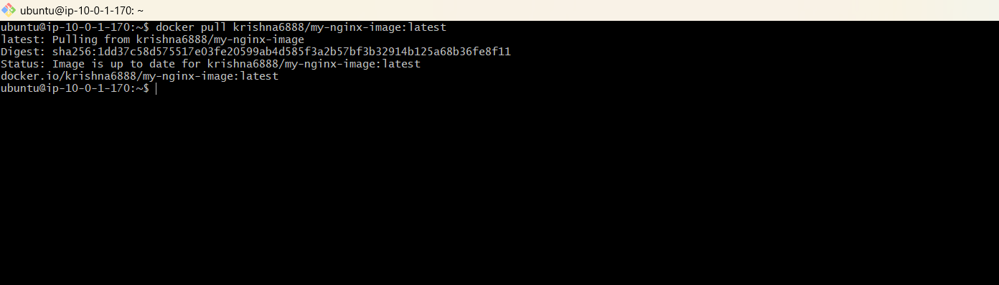 ubuntu@ip-10-0-1-170: ~
ubuntu@ip-10-0-1-170:~$ docker pull krishna6888/my-nginx-image:latest
latest: Pulling from krishna6888/my-nginx-image
Digest: sha256:1dd37c58d575517e03fe20599ab4d585f3a2b57bf3b32914b125a68b36fe8f11
Status: Image is up to date for krishna6888/my-nginx-image:latest
docker.io/krishna6888/my-nginx-image:latest
ubuntu@ip-10-0-1-170:~$